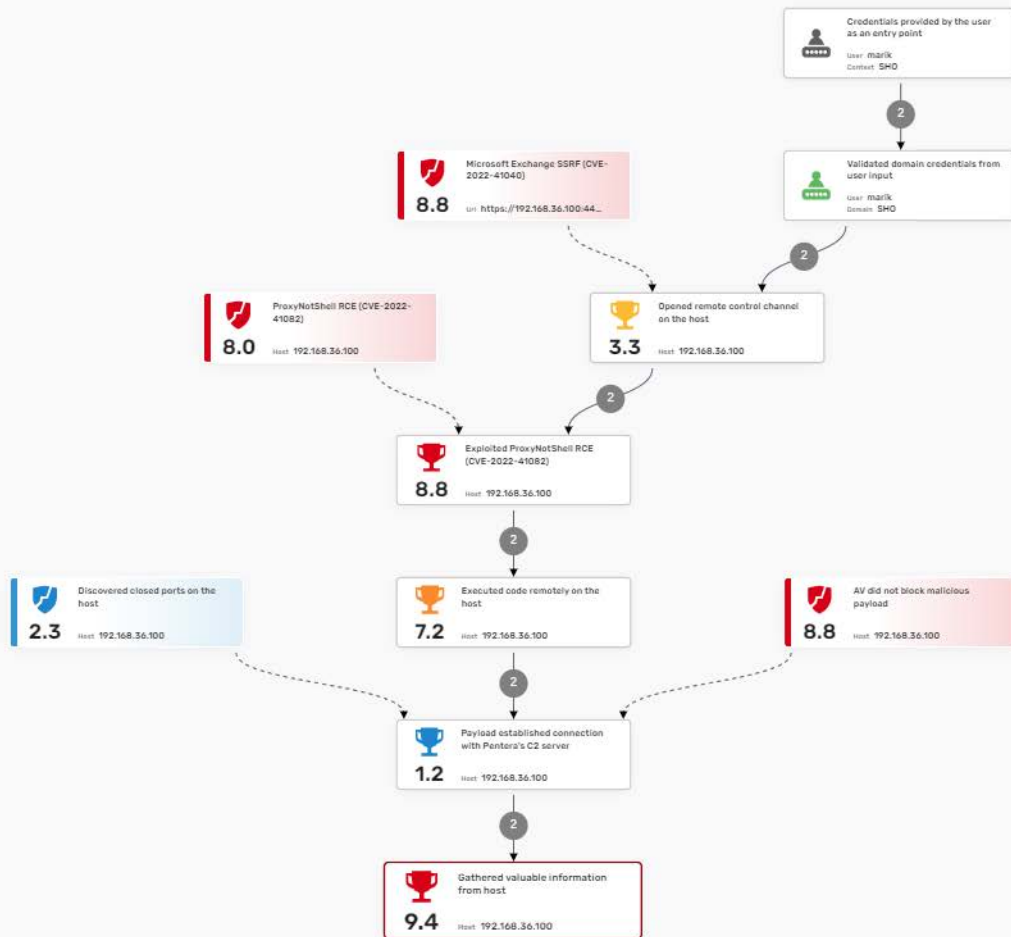 Credentials provided by the user
as an entry point
User marik
Context SHO
2
Microsoft Exchange SSRF (CVE-
2022-41040)
8.8
Url https://192.168.36.100:44...
Validated domain credentials from
user input
User marik
Domain SHO
2
ProxyNotShell RCE (CVE-2022-
41082)
8.0
Host 192.168.36.100
Opened remote control channel
on the host
3.3
Host 192.168.36.100
2
Exploited ProxyNotShell RCE
(CVE-2022-41082)
8.8
Host 192.168.36.100
2
Discovered closed ports on the
host
2.3
Host 192.168.36.100
Executed code remotely on the
host
7.2
Host 192.168.36.100
AV did not block malicious
payload
8.8
Host 192.168.36.100
2
Payload established connection
with Pentera's C2 server
1.2
Host 192.168.36.100
2
Gathered valuable information
from host
9.4
Host 192.168.36.100